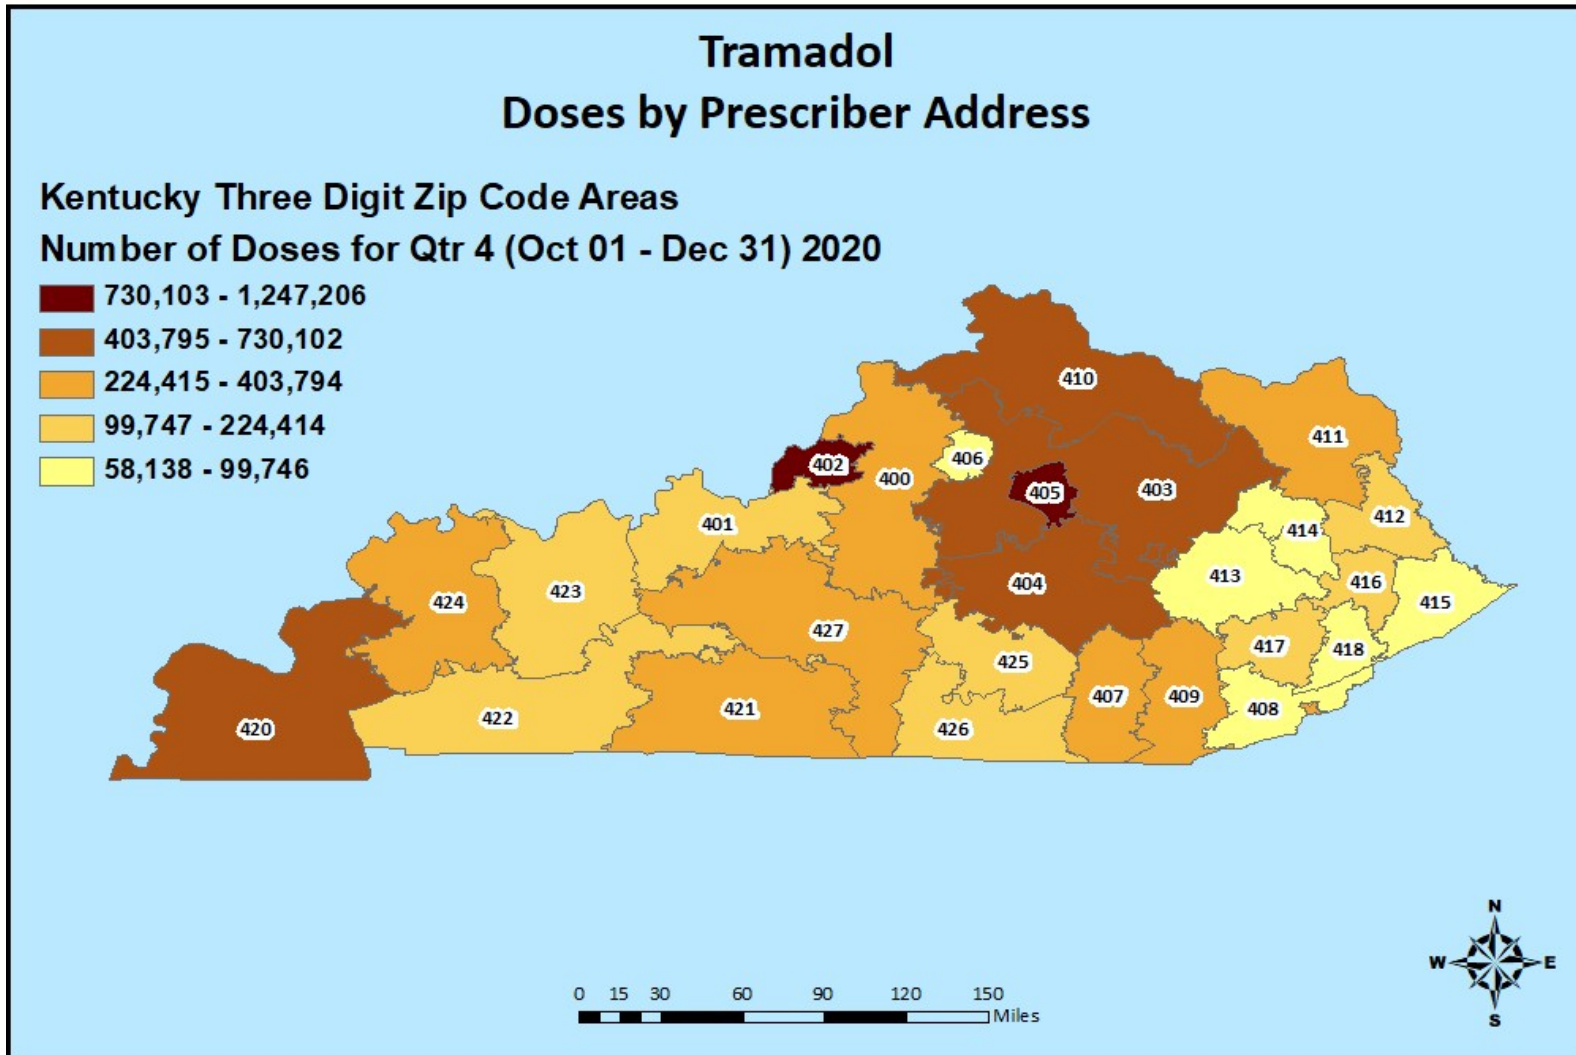 Tramadol
Doses by Prescriber Address
Kentucky Three Digit Zip Code Areas
Number of Doses for Qtr 4 (Oct 01 - Dec 31) 2020
730,103 - 1,247,206
403,795 - 730,102
224,415 - 403,794
99,747 - 224,414
58,138 - 99,746
410
411
402
406
400
405
403
401
412
414
413
404
423
416
424
415
427
417
418
425
407
409
408
421
422
426
420
N
W E
S
0 15 30 60 90 120 150
Miles